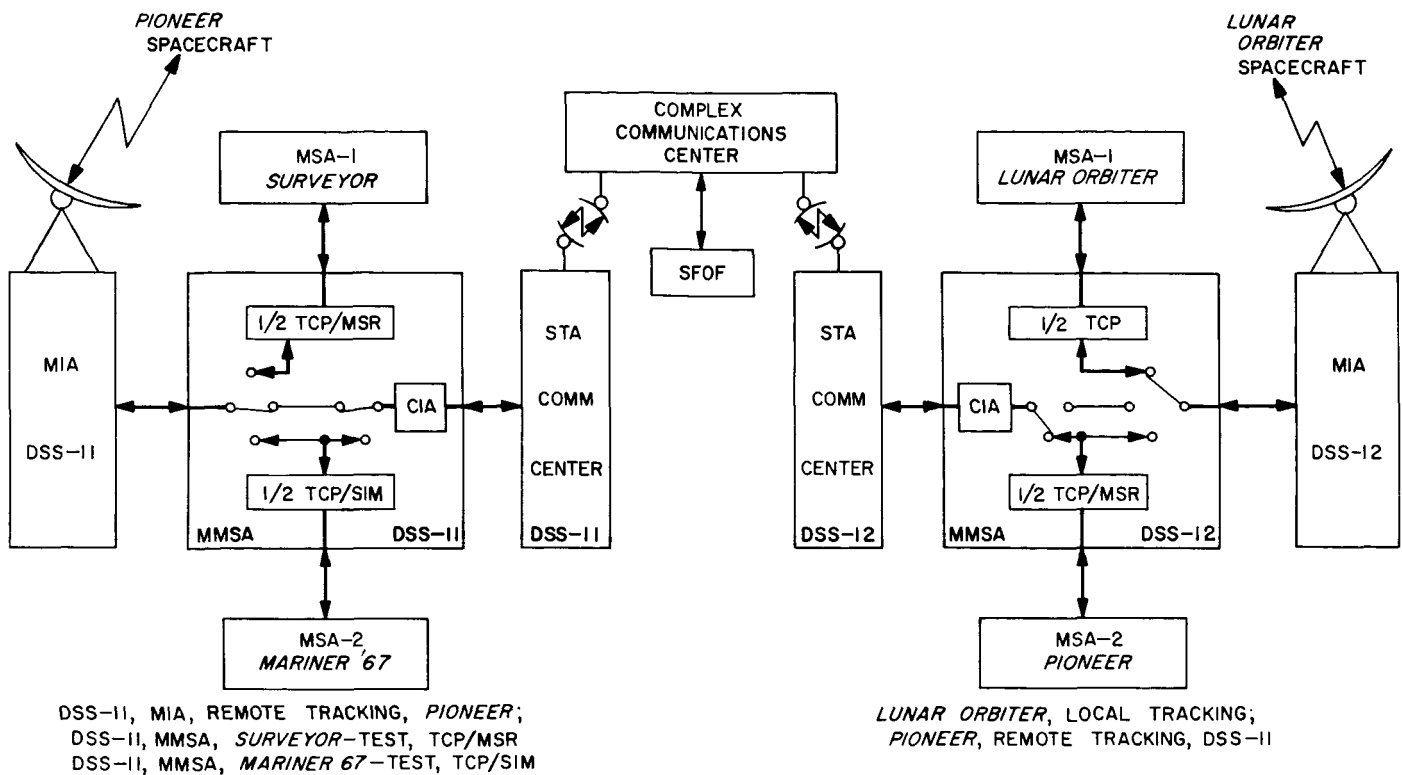 PIONEER
SPACECRAFT
LUNAR
ORBITER
SPACECRAFT
COMPLEX
COMMUNICATIONS
CENTER
MSA-1
SURVEYOR
MSA-1
LUNAR ORBITER
SFOF
MIA
DSS-11
1/2 TCP/MSR
CIA
1/2 TCP/SIM
MMSA
DSS-11
STA
COMM
CENTER
DSS-11
STA
COMM
CENTER
DSS-12
1/2 TCP
CIA
1/2 TCP/MSR
MMSA
DSS-12
MIA
DSS-12
MSA-2
MARINER '67
MSA-2
PIONEER
DSS-11, MIA, REMOTE TRACKING, PIONEER;
DSS-11, MMSA, SURVEYOR-TEST, TCP/MSR
DSS-11, MMSA, MARINER 67-TEST, TCP/SIM
LUNAR ORBITER, LOCAL TRACKING;
PIONEER, REMOTE TRACKING, DSS-11